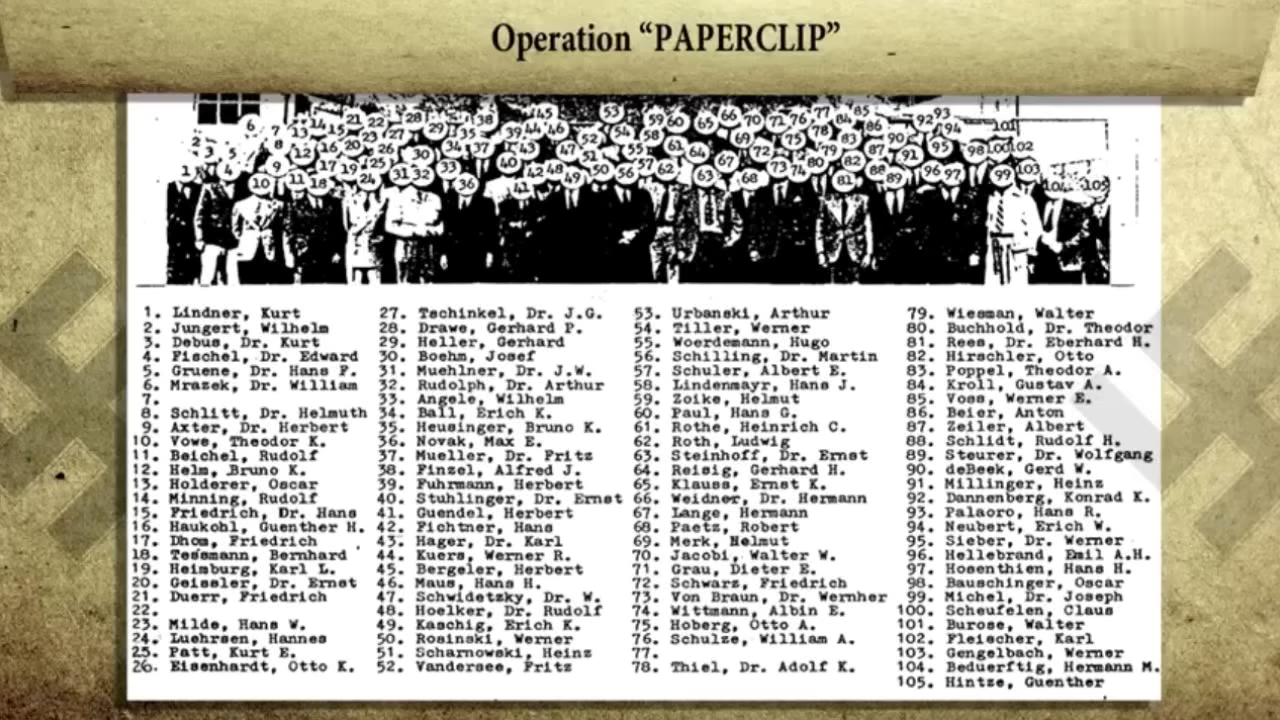 Operation “PAPERCLIP”
1. Lindner, Kurt
2. Jungert, Wilhelm
3. Debus, Dr. Kurt
4. Fischel, Dr. Edward
5. Gruene, Dr. Hans F.
6. Mrazek, Dr. William
7.
8. Schlitt, Dr. Helmuth
9. Axter, Dr. Herbert
10. Vowe, Theodor K.
11. Beichel, Rudolf
12. Helm, Bruno K.
13. Holderer, Oscar
14. Minning, Rudolf
15. Friedrich, Dr. Hans
16. Haukohl, Guenther H.
17. Dhom, Friedrich
18. Tessmann, Bernhard
19. Heimburg, Karl L.
20. Geissler, Dr. Ernst
21. Duerr, Friedrich
22.
23. Milde, Hans W.
24. Luehrsen, Hannes
25. Patt, Kurt E.
26. Eisenhardt, Otto K.
27. Tschinkel, Dr. J.G.
28. Drawe, Gerhard P.
29. Heller, Gerhard
30. Boehm, Josef
31. Muehlner, Dr. J.W.
32. Rudolph, Dr. Arthur
33. Angele, Wilhelm
34. Ball, Erich K.
35. Heusinger, Bruno K.
36. Novak, Max E.
37. Mueller, Dr. Fritz
38. Finzel, Alfred J.
39. Fuhrmann, Herbert
40. Stuhlinger, Dr. Ernst
41. Guendel, Herbert
42. Fichtner, Hans
43. Hager, Dr. Karl
44. Kuers, Werner R.
45. Bergeler, Herbert
46. Maus, Hans H.
47. Schwidetzky, Dr. W.
48. Hoelker, Dr. Rudolf
49. Kaschig, Erich K.
50. Rosinski, Werner
51. Scharnowski, Heinz
52. Vandersee, Fritz
53. Urbanski, Arthur
54. Tiller, Werner
55. Woerdemann, Hugo
56. Schilling, Dr. Martin
57. Schuler, Albert E.
58. Lindenmayr, Hans J.
59. Zoike, Helmut
60. Paul, Hans G.
61. Rothe, Heinrich C.
62. Roth, Ludwig
63. Steinhoff, Dr. Ernst
64. Reisig, Gerhard H.
65. Klauss, Ernst K.
66. Weidner, Dr. Hermann
67. Lange, Hermann
68. Paetz, Robert
69. Merk, Helmut
70. Jacobi, Walter W.
71. Grau, Dieter E.
72. Schwarz, Friedrich
73. Von Braun, Dr. Wernher
74. Wittmann, Albin E.
75. Hoberg, Otto A.
76. Schulze, William A.
77.
78. Thiel, Dr. Adolf K.
79. Wiesman, Walter
80. Buchhold, Dr. Theodor
81. Rees, Dr. Eberhard H.
82. Hirschler, Otto
83. Poppel, Theodor A.
84. Kroll, Gustav A.
85. Voss, Werner E.
86. Beier, Anton
87. Zeiler, Albert
88. Schlidt, Rudolf H.
89. Steurer, Dr. Wolfgang
90. deBeek, Gerd W.
91. Millinger, Heinz
92. Dannenberg, Konrad K.
93. Palaoro, Hans R.
94. Neubert, Erich W.
95. Sieber, Dr. Werner
96. Hellebrand, Emil A.H.
97. Hosenthien, Hans H.
98. Bauschinger, Oscar
99. Michel, Dr. Joseph
100. Scheufelen, Claus
101. Burose, Walter
102. Fleischer, Karl
103. Gengelbach, Werner
104. Beduerftig, Hermann M.
105. Hintze, Guenther